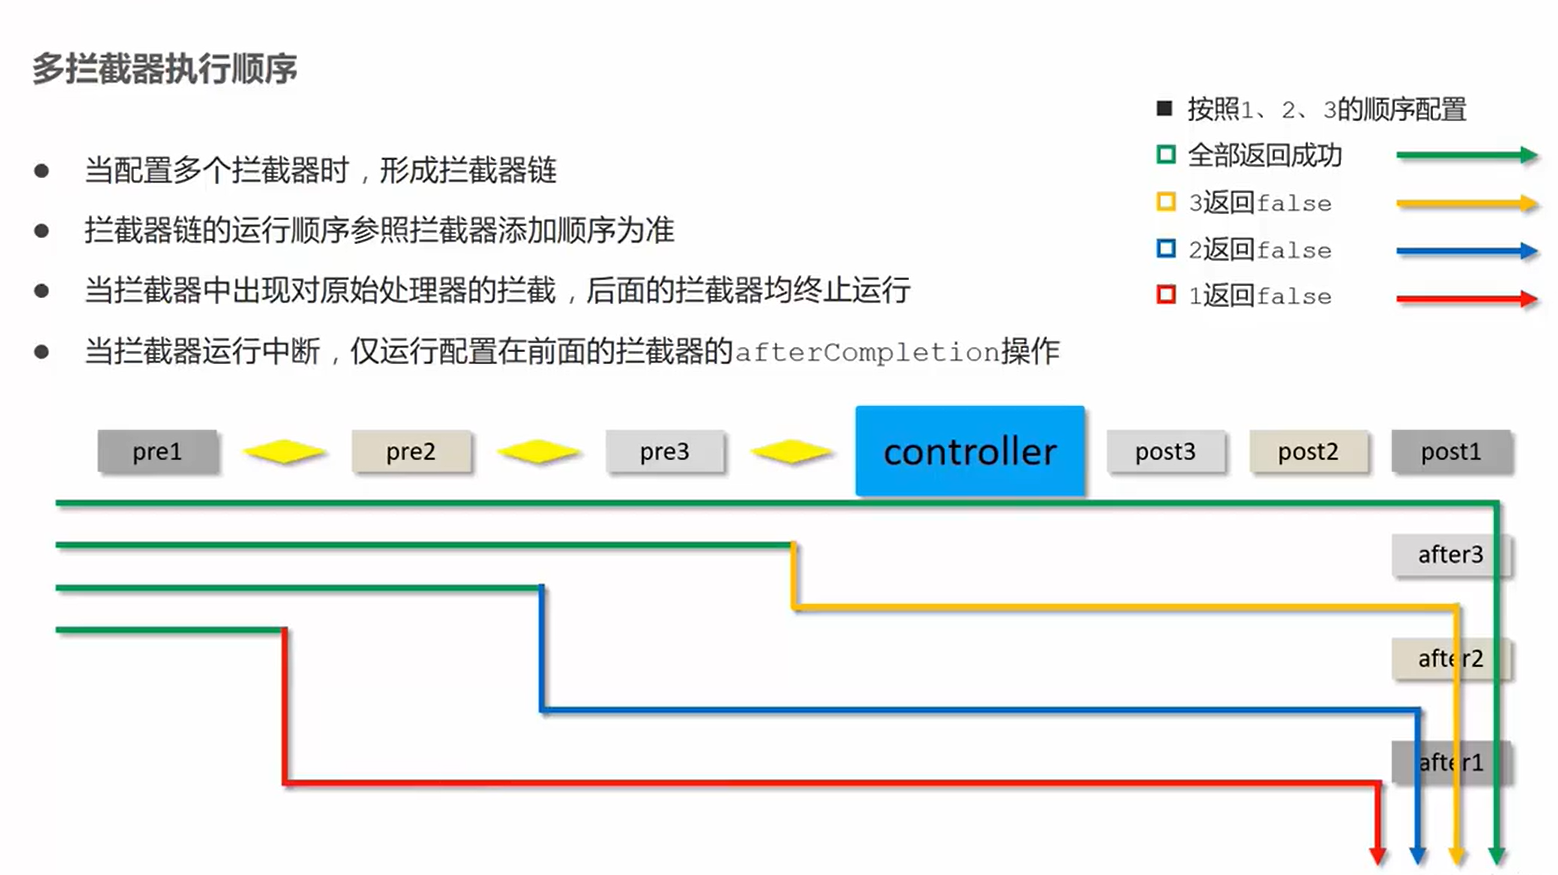 多拦截器执行顺序
按照1、2、3的顺序配置
全部返回成功
3返回false
2返回false
1返回false
当配置多个拦截器时，形成拦截器链
拦截器链的运行顺序参照拦截器添加顺序为准
当拦截器中出现对原始处理器的拦截，后面的拦截器均终止运行
当拦截器运行中断，仅运行配置在前面的拦截器的afterCompletion操作
pre1 pre2 pre3 controller post3 post2 post1
after3
after2
after1